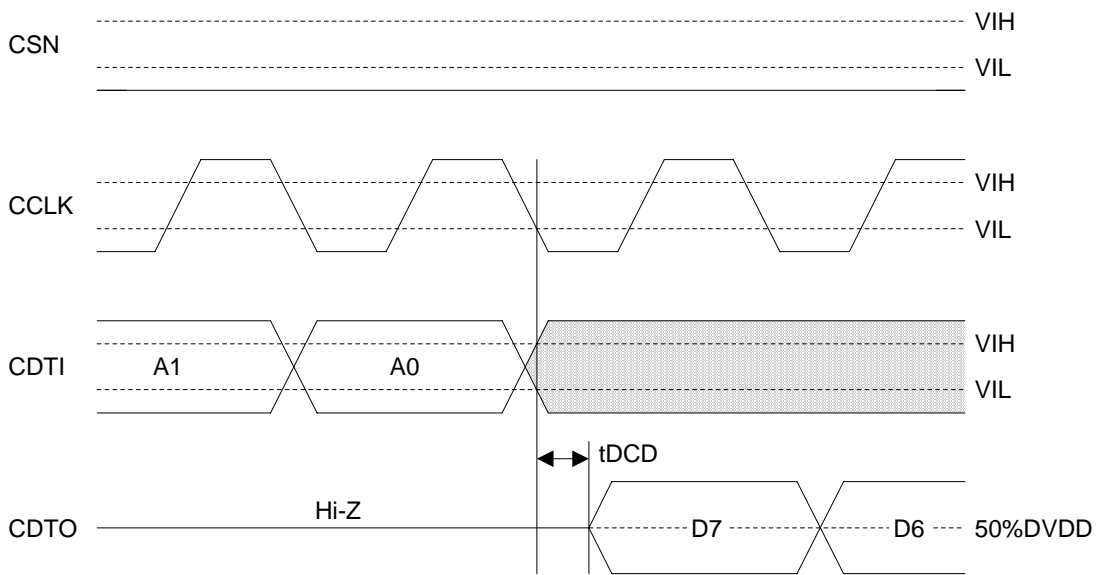 CSN
VIH
VIL
CCLK
VIH
VIL
CDTI
A1
A0
VIH
VIL
tDCD
CDTO
Hi-Z
D7
D6
50%DVDD